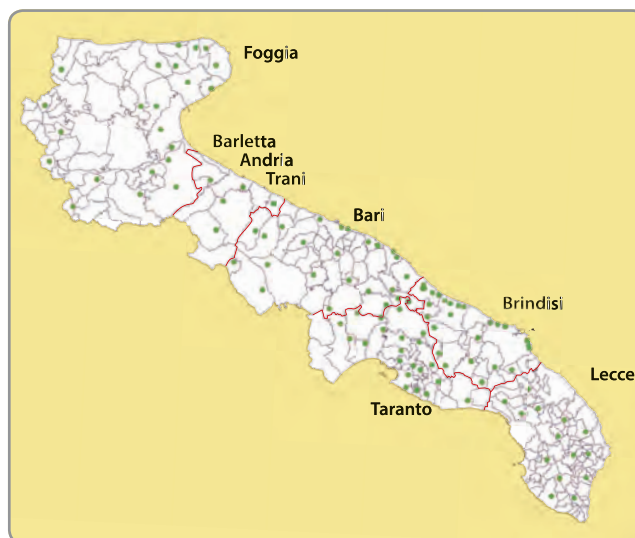 Foggia
Barletta
Andria
Trani
Bari
Brindisi
Lecce
Taranto